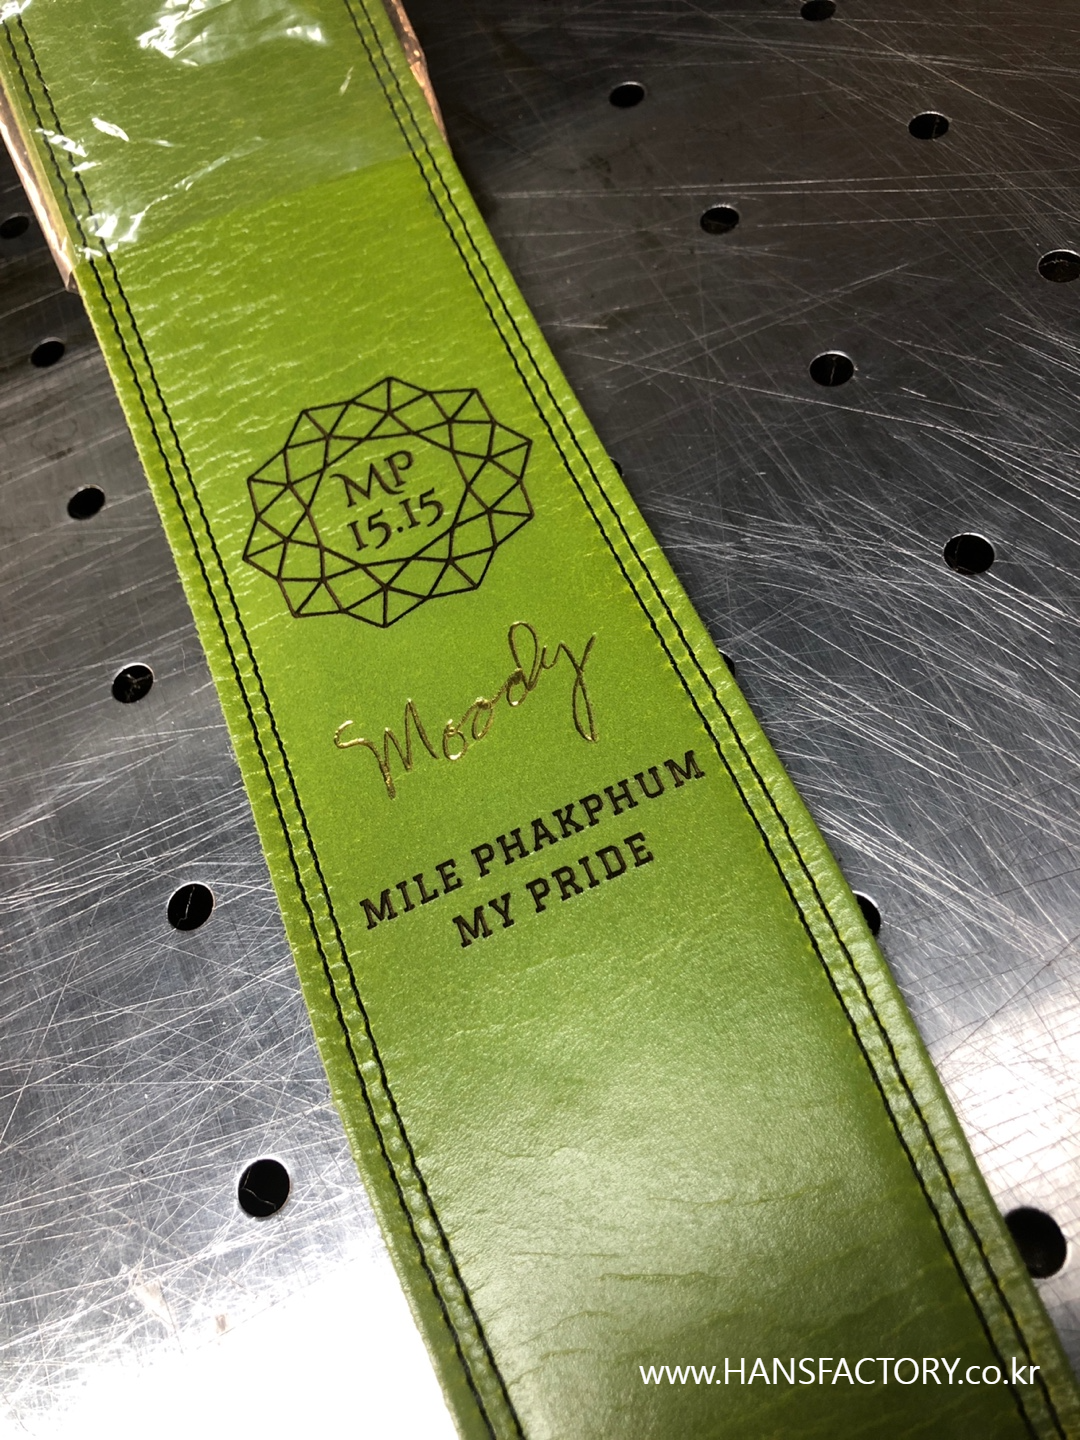 MP
15.15
Moody
MILE PHAKPHUM
MY PRIDE
www.HANSFACTORY.co.kr